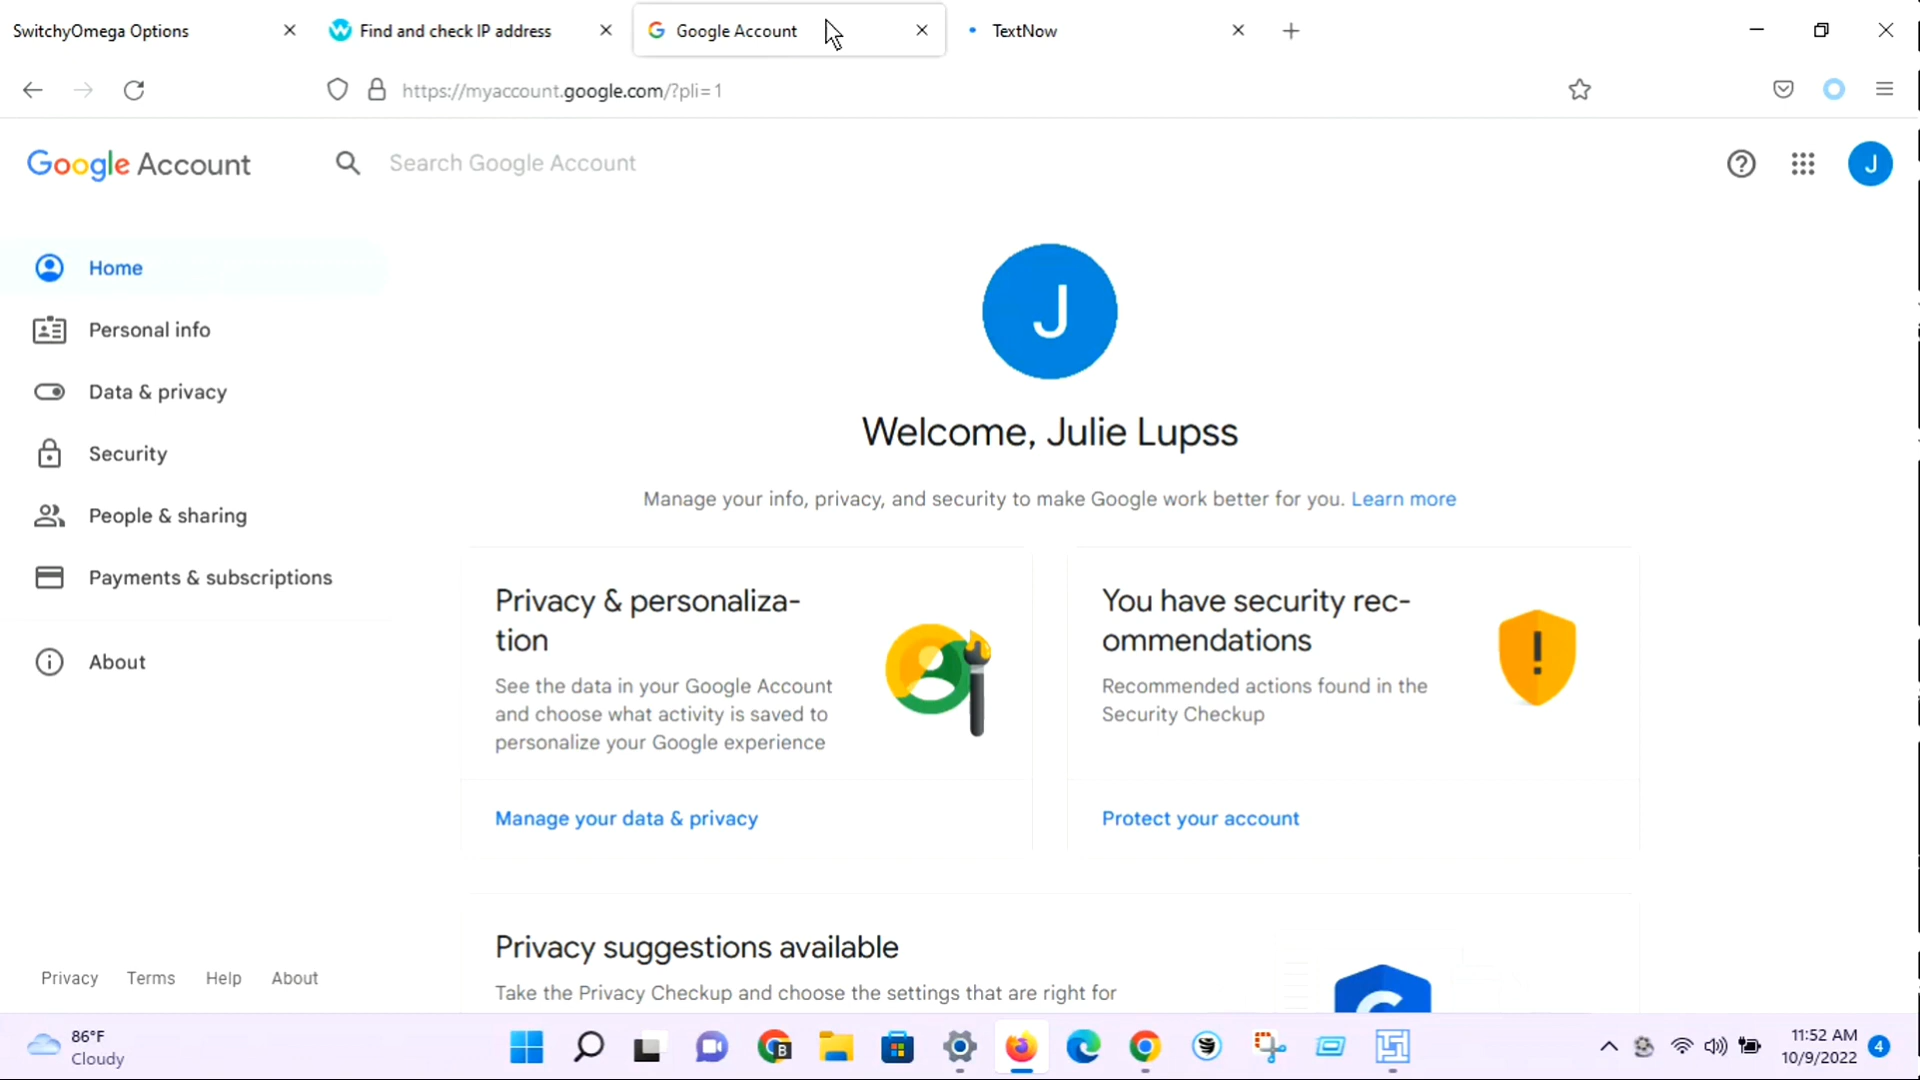 SwitchyOmega Options
Find and check IP address
Google Account
TextNow
https://myaccount.google.com/?pli=1
Google Account
Search Google Account
J
Home
Personal info
Data & privacy
Security
People & sharing
Payments & subscriptions
About
J
Welcome, Julie Lupss
Manage your info, privacy, and security to make Google work better for you. Learn more
Privacy & personaliza-
tion
See the data in your Google Account
and choose what activity is saved to
personalize your Google experience
Manage your data & privacy
You have security rec-
ommendations
Recommended actions found in the
Security Checkup
Protect your account
Privacy suggestions available
Take the Privacy Checkup and choose the settings that are right for
Privacy Terms Help About
86°F
Cloudy
B
11:52 AM
10/9/2022
4